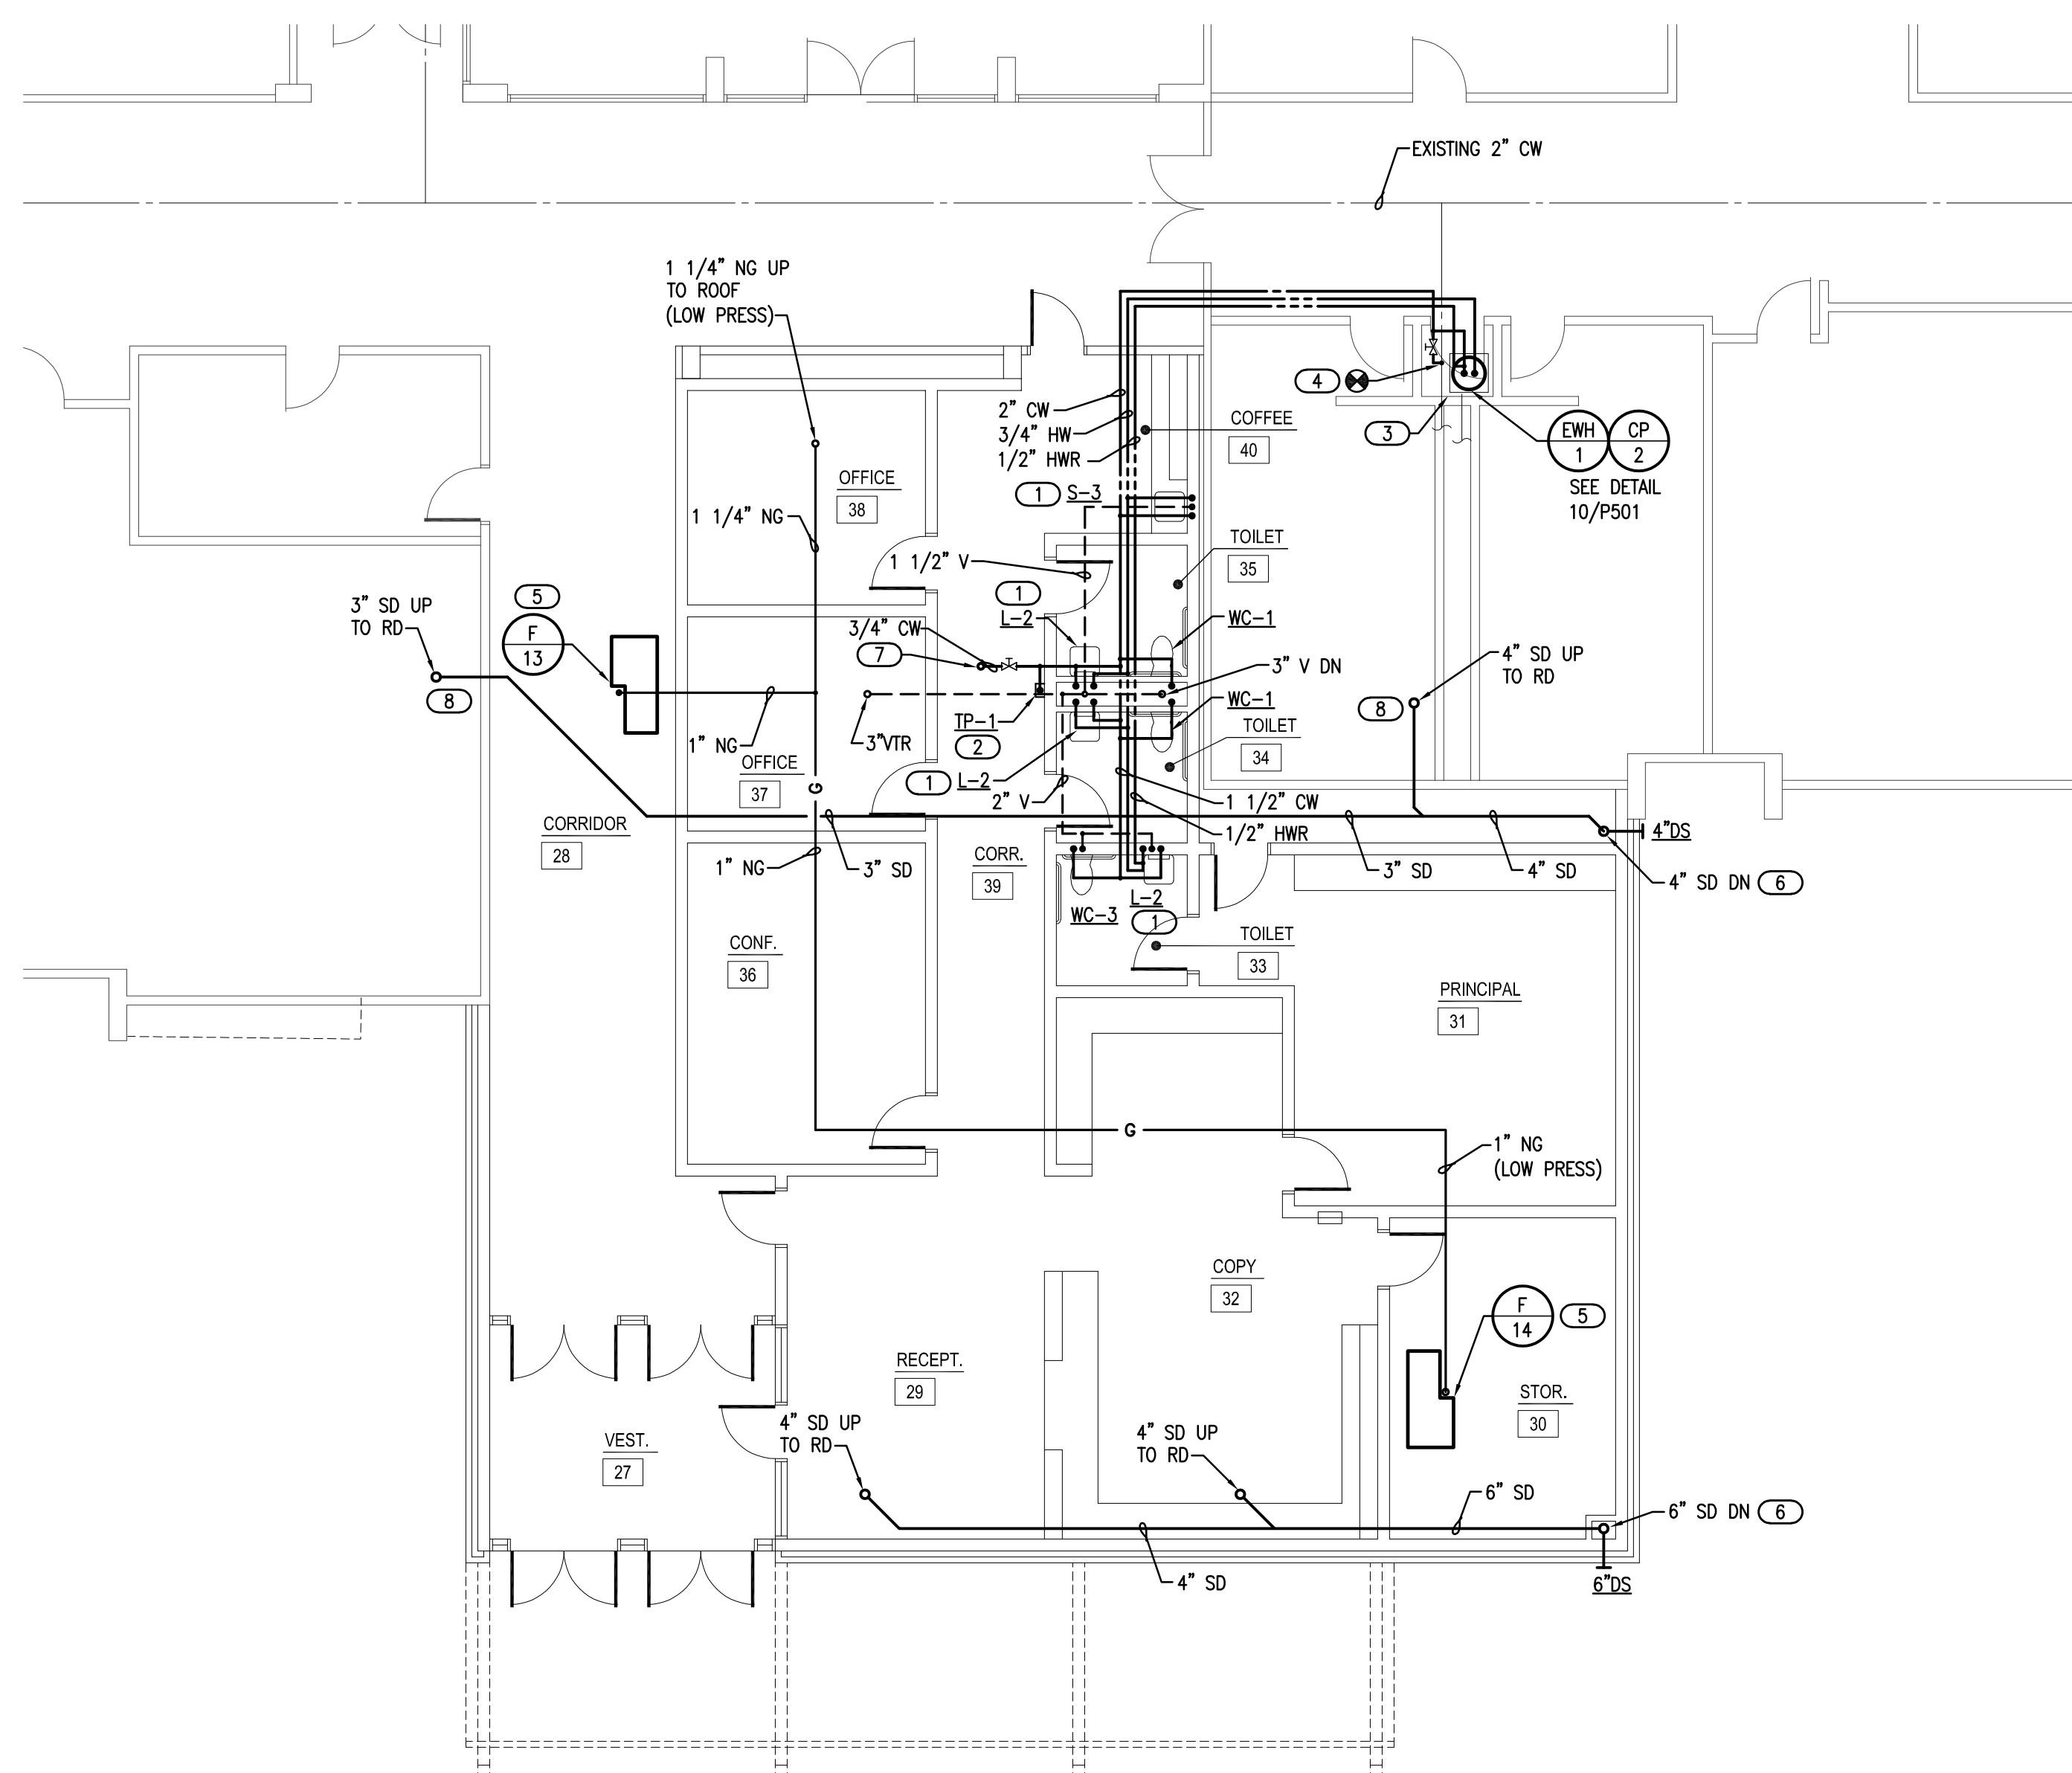 EXISTING 2" CW
1 1/4" NG UP
TO ROOF
(LOW PRESS)
4
3
EWH
1
CP
2
SEE DETAIL
10/P501
2" CW
3/4" HW
1/2" HWR
COFFEE
40
OFFICE
38
1 S-3
1 1/4" NG
1 1/2" V
TOILET
35
1
L-2
WC-1
5
F
13
3" SD UP
TO RD
8
3/4" CW
7
3" V DN
WC-1
TOILET
34
4" SD UP
TO RD
8
TP-1
2
3"VTR
1" NG
OFFICE
37
G
1 L-2
2" V
1 1/2" CW
1/2" HWR
4"DS
CORRIDOR
28
1" NG
3" SD
CORR.
39
3" SD
4" SD
4" SD DN 6
WC-3
L-2
1
CONF.
36
TOILET
33
PRINCIPAL
31
G
1" NG
(LOW PRESS)
COPY
32
F
14
5
RECEPT.
29
STOR.
30
VEST.
27
4" SD UP
TO RD
4" SD UP
TO RD
6" SD
6" SD DN 6
4" SD
6"DS